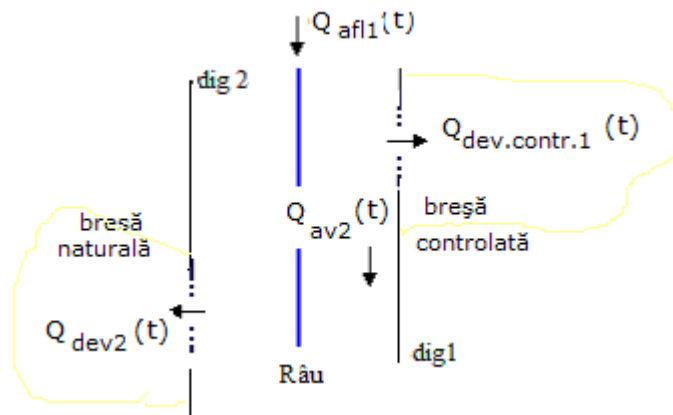 Q afl1 (t)
dig 2
Q dev.contr.1 (t)
breşă
naturală
Q av2 (t)
breşă
controlată
Q dev2 (t)
Râu
dig1